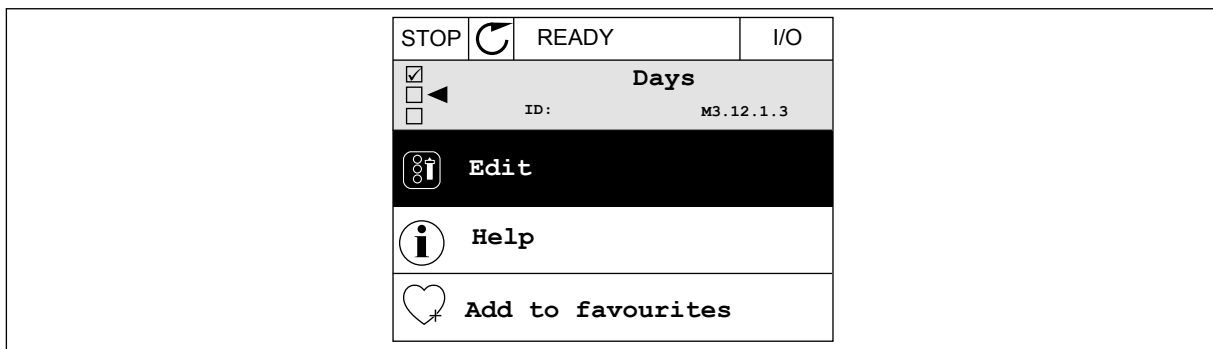 STOP READY I/O
Days
ID: M3.12.1.3
Edit
Help
Add to favourites